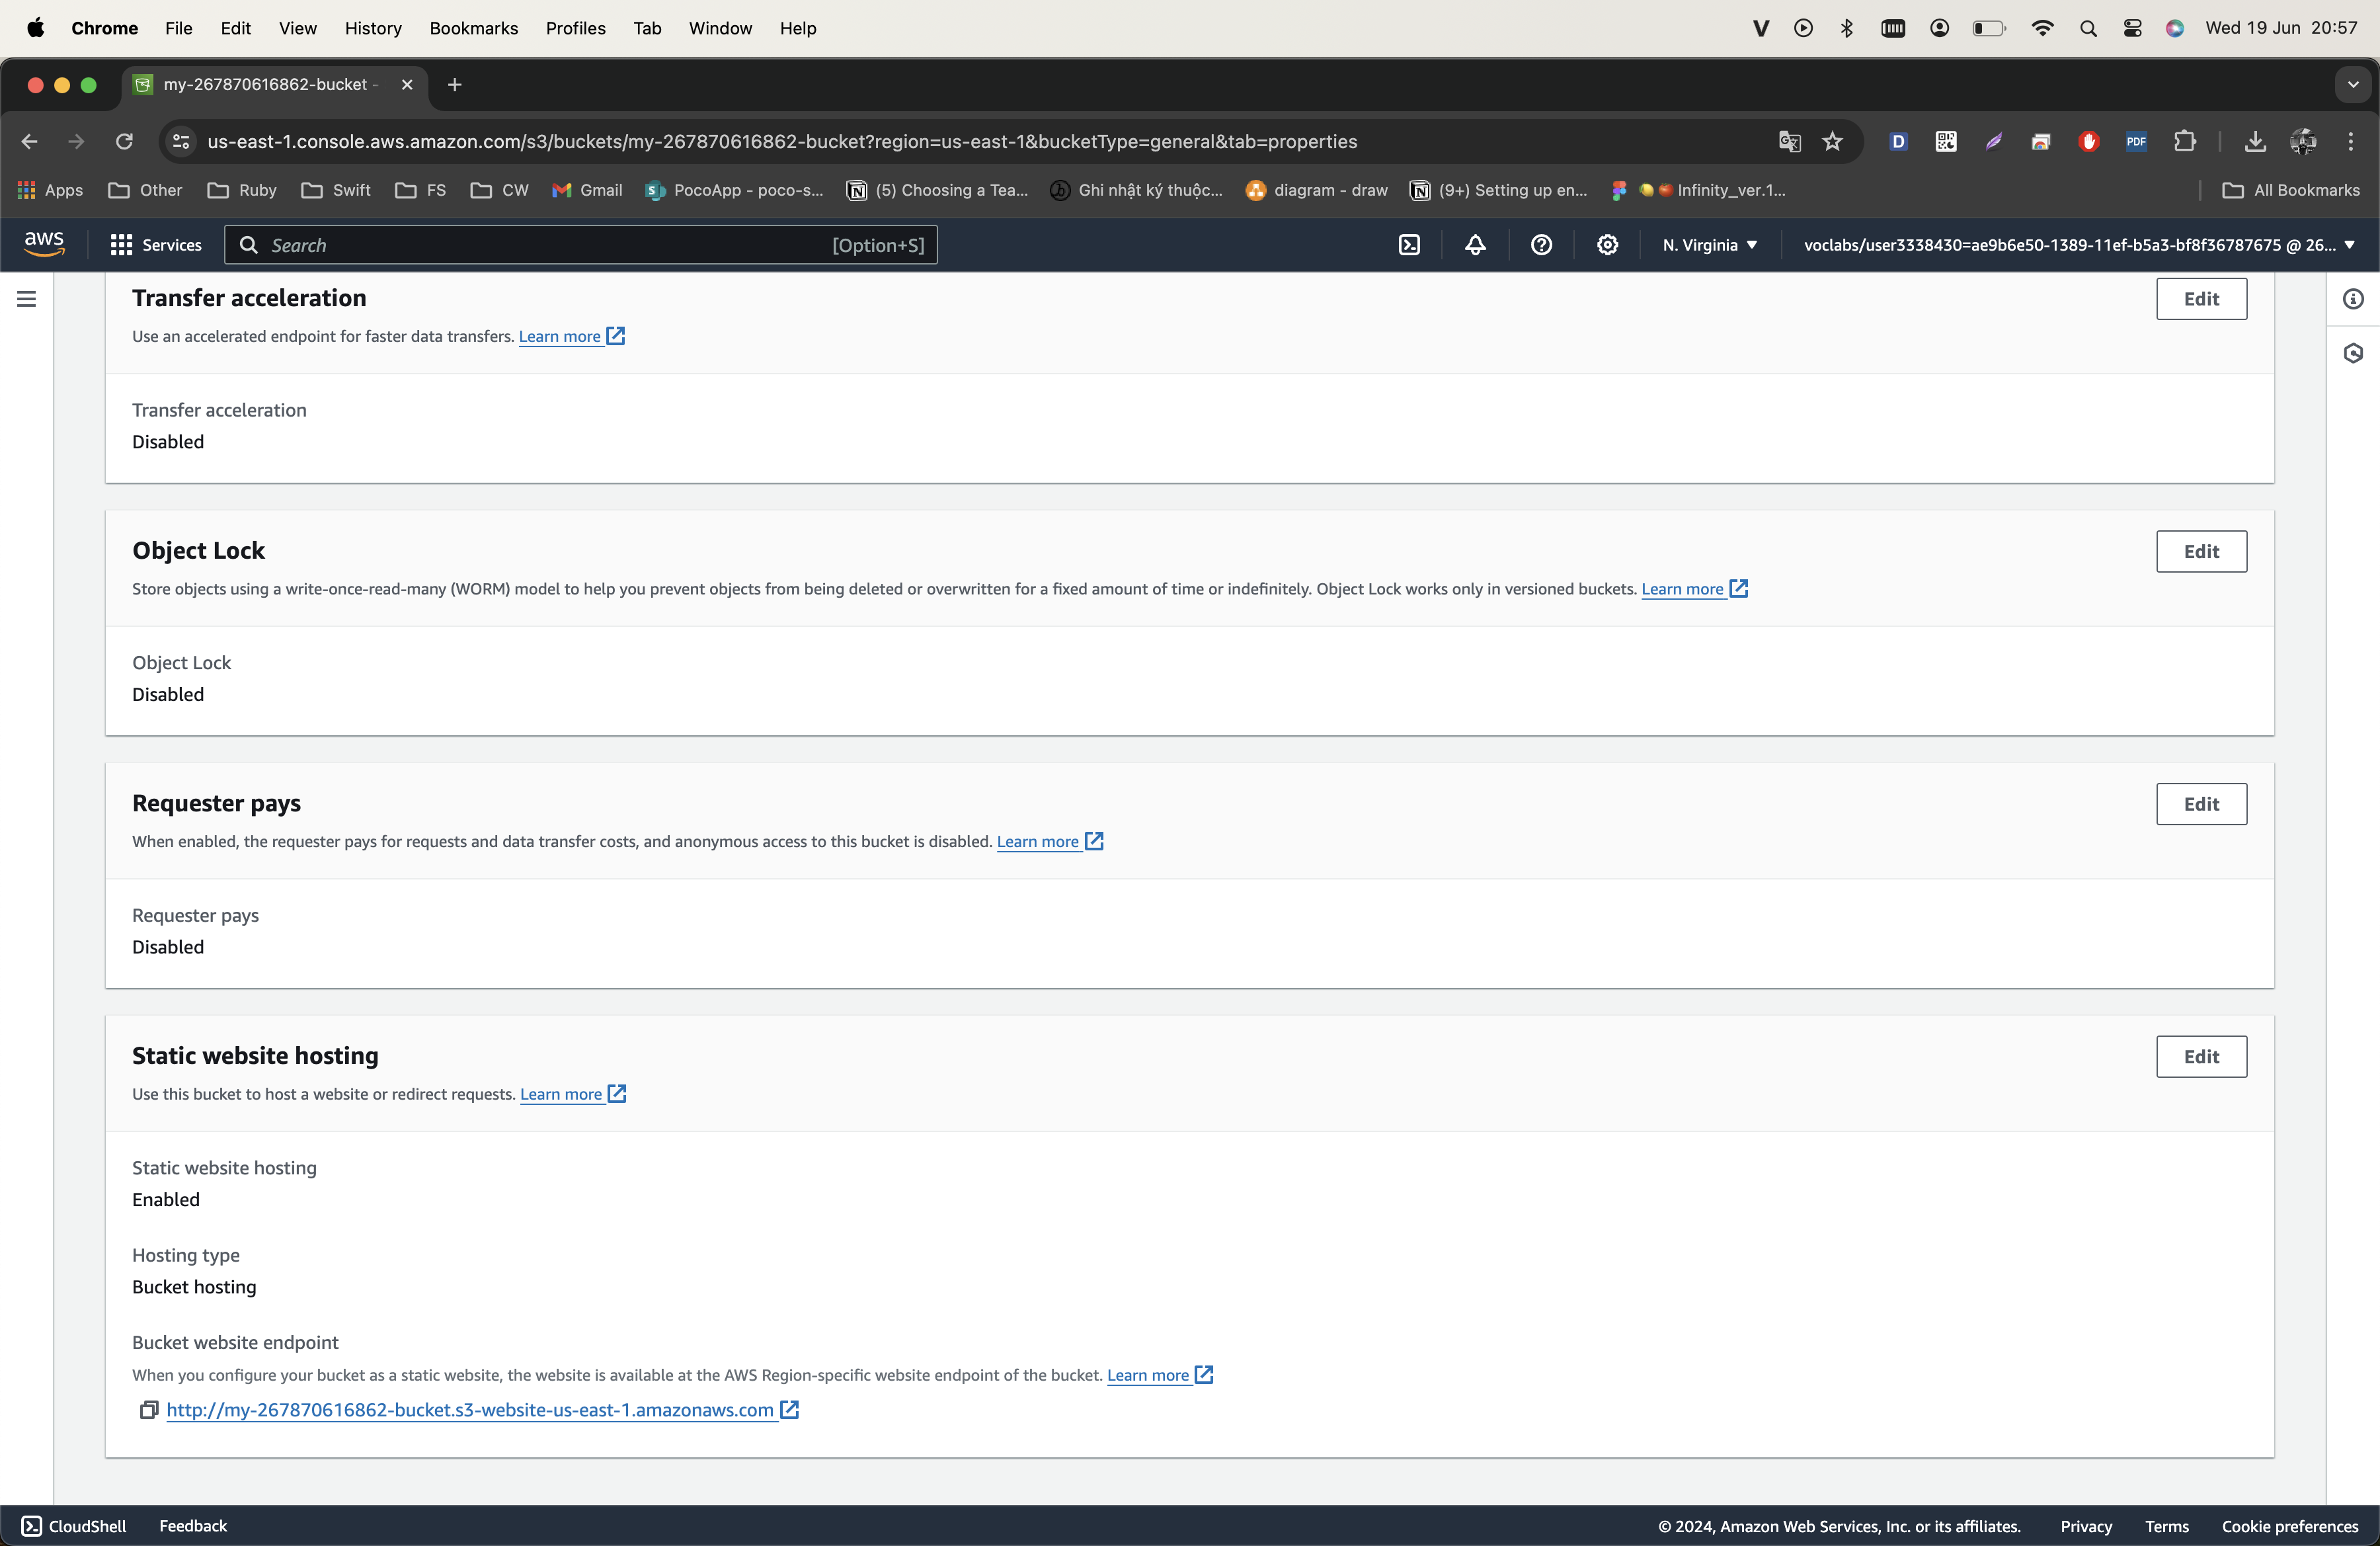 Chrome File Edit View History Bookmarks Profiles Tab Window Help Wed 19 Jun 20:57
my-267870616862-bucket -
us-east-1.console.aws.amazon.com/s3/buckets/my-267870616862-bucket?region=us-east-1&bucketType=general&tab=properties D PDF
Apps Other Ruby Swift FS CW Gmail PocoApp - poco-s... (5) Choosing a Tea... Ghi nhật ký thuộc... diagram - draw (9+) Setting up en... Infinity_ver.1... All Bookmarks
aws Services Search [Option+S] N. Virginia voclabs/user3338430=ae9b6e50-1389-11ef-b5a3-bf8f36787675 @ 26...
Transfer acceleration Edit
Use an accelerated endpoint for faster data transfers. Learn more
Transfer acceleration
Disabled
Object Lock Edit
Store objects using a write-once-read-many (WORM) model to help you prevent objects from being deleted or overwritten for a fixed amount of time or indefinitely. Object Lock works only in versioned buckets. Learn more
Object Lock
Disabled
Requester pays Edit
When enabled, the requester pays for requests and data transfer costs, and anonymous access to this bucket is disabled. Learn more
Requester pays
Disabled
Static website hosting Edit
Use this bucket to host a website or redirect requests. Learn more
Static website hosting
Enabled
Hosting type
Bucket hosting
Bucket website endpoint
When you configure your bucket as a static website, the website is available at the AWS Region-specific website endpoint of the bucket. Learn more
http://my-267870616862-bucket.s3-website-us-east-1.amazonaws.com
CloudShell Feedback © 2024, Amazon Web Services, Inc. or its affiliates. Privacy Terms Cookie preferences